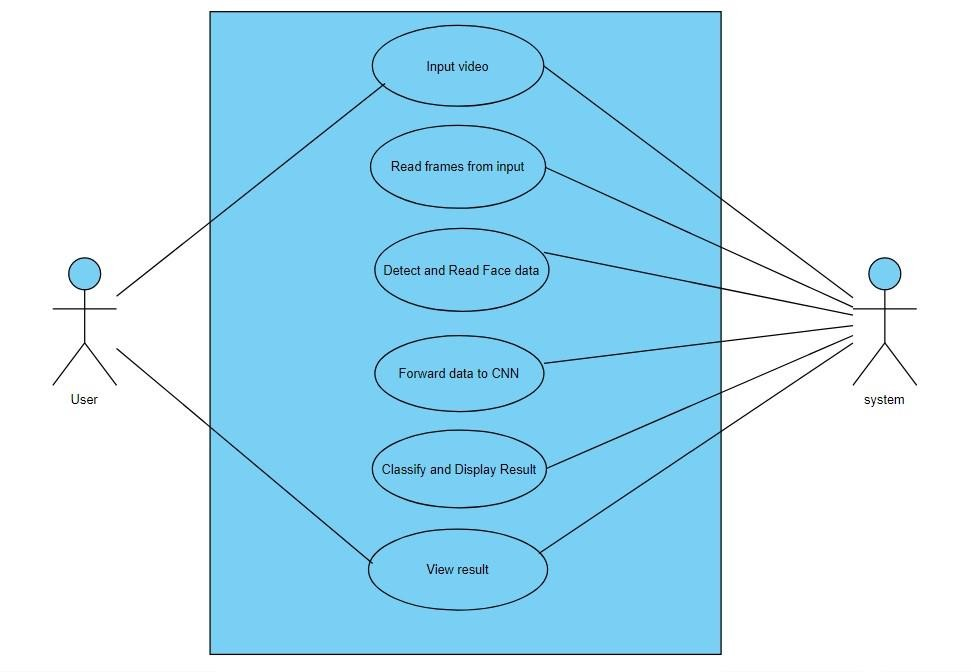 Input video
Read frames from input
Detect and Read Face data
User
system
Forward data to CNN
Classify and Display Result
View result